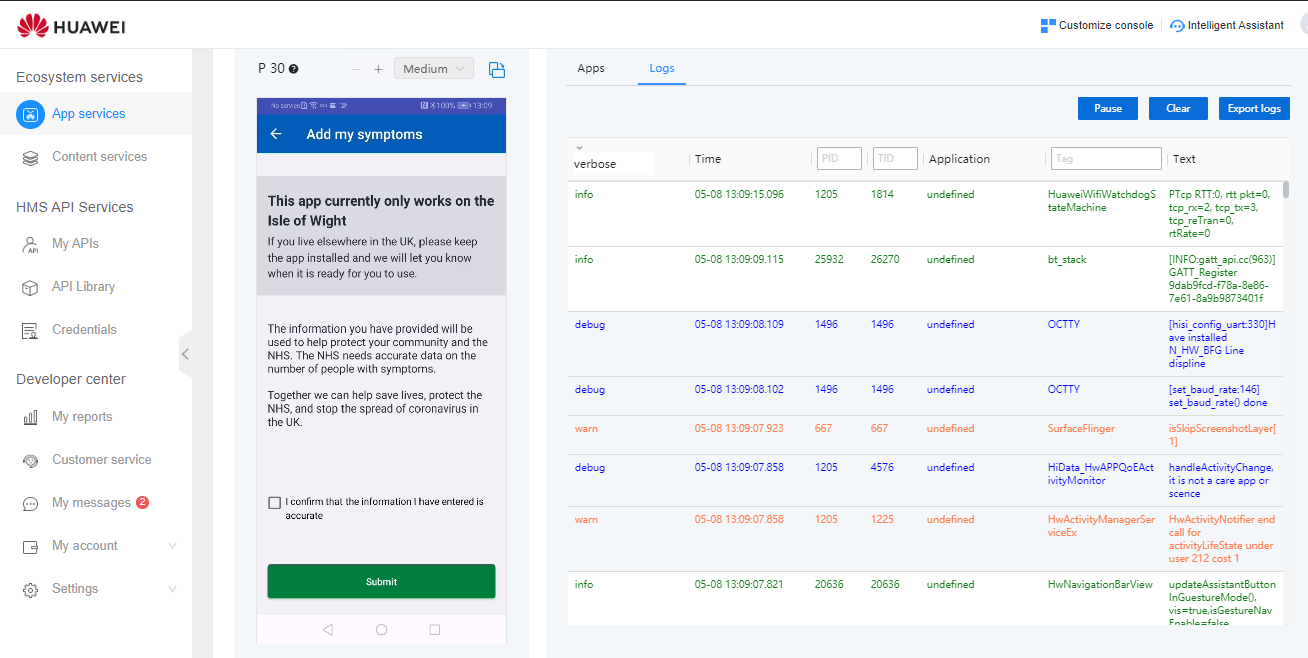 HUAWEI
Customize console
Intelligent Assistant
Ecosystem services
App services
Content services
HMS API Services
My APIs
API Library
Credentials
Developer center
My reports
Customer service
My messages 2
My account
Settings
P 30
Medium
No service
100%
13:09
Add my symptoms
This app currently only works on the
Isle of Wight
If you live elsewhere in the UK, please keep
the app installed and we will let you know
when it is ready for you to use.
The information you have provided will be
used to help protect your community and the
NHS. The NHS needs accurate data on the
number of people with symptoms.
Together we can help save lives, protect the
NHS, and stop the spread of coronavirus in
the UK.
I confirm that the information I have entered is
accurate
Submit
Apps
Logs
Pause
Clear
Export logs
verbose
Time
PID
TID
Application
Tag
Text
info 05-08 13:09:15.096 1205 1814 undefined HuaweiWifiWatchdogS PTcp RTT:0, rtt pkt=0,
tateMachine tcp_rx=2, tcp_tx=3,
tcp_reTran=0,
rtRate=0
info 05-08 13:09:09.115 25932 26270 undefined bt_stack [INFO:gatt_api.cc(963)]
GATT_Register
9dab9fcd-f78a-8e86-
7e61-8a9b9873401f
debug 05-08 13:09:08.109 1496 1496 undefined OCTTY [hisi_config_uart:330]H
ave installed
N_HW_BFG Line
displine
debug 05-08 13:09:08.102 1496 1496 undefined OCTTY [set_baud_rate:146]
set_baud_rate() done
warn 05-08 13:09:07.923 667 667 undefined SurfaceFlinger isSkipScreenshotLayer[
1]
debug 05-08 13:09:07.858 1205 4576 undefined HiData_HwAPPQoEAct handleActivityChange,
ivityMonitor it is not a care app or
scence
warn 05-08 13:09:07.858 1205 1225 undefined HwActivityManagerSer HwActivityNotifier end
viceEx call for
activityLifeState under
user 212 cost 1
info 05-08 13:09:07.821 20636 20636 undefined HwNavigationBarView updateAssistantButton
InGuestureMode(),
vis=true,isGestureNav
Enable=false